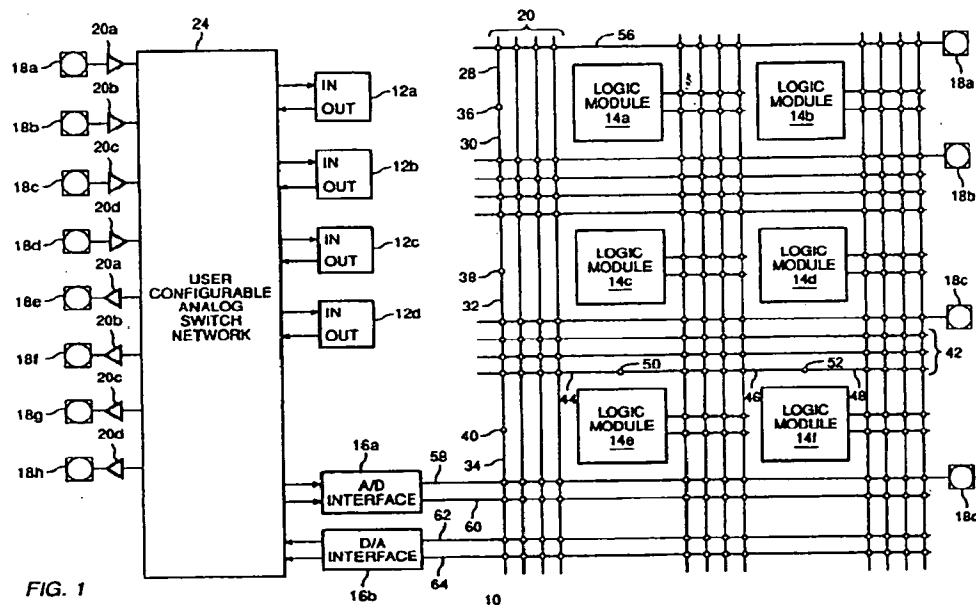 20
24
20a
18a
20b
18b
20c
18c
20d
18d
20a
18e
20b
18f
20c
18g
20d
18h
USER
CONFIGURABLE
ANALOG
SWITCH
NETWORK
IN
OUT
12a
IN
OUT
12b
IN
OUT
12c
IN
OUT
12d
16a
A/D
INTERFACE
D/A
INTERFACE
16b
28
36
30
38
32
40
34
58
60
62
64
56
LOGIC
MODULE
14a
LOGIC
MODULE
14b
LOGIC
MODULE
14c
LOGIC
MODULE
14d
44
50
46
52
48
42
LOGIC
MODULE
14e
LOGIC
MODULE
14f
18a
18b
18c
18d
FIG. 1
10